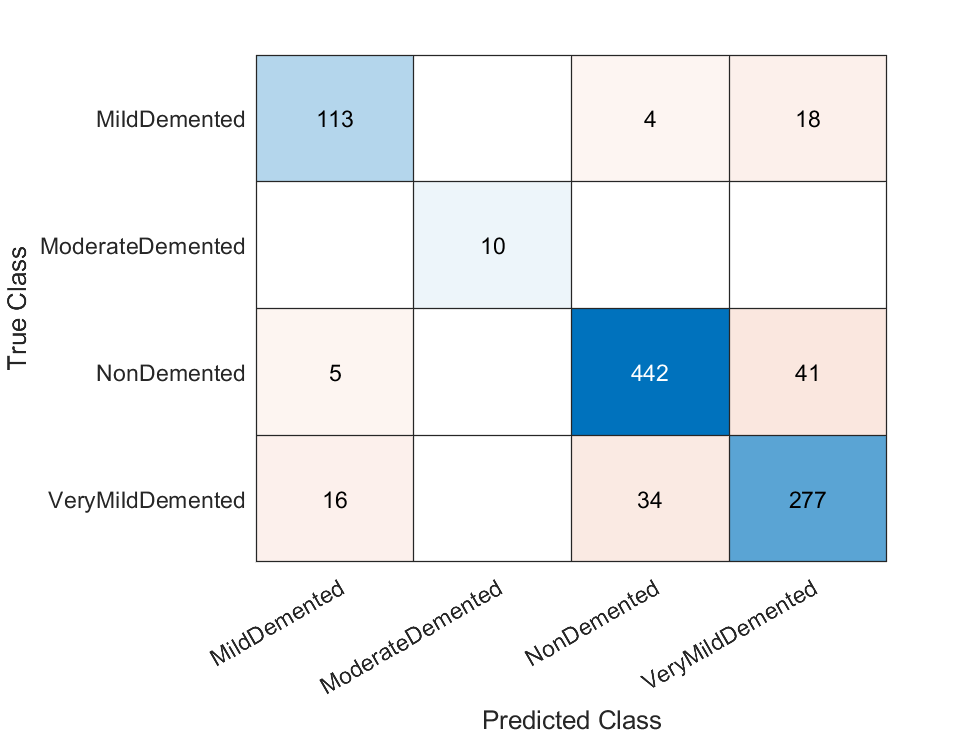 MildDemented 113 4 18
ModerateDemented 10
NonDemented 5 442 41
VeryMildDemented 16 34 277
True Class
MildDemented ModerateDemented NonDemented VeryMildDemented
Predicted Class